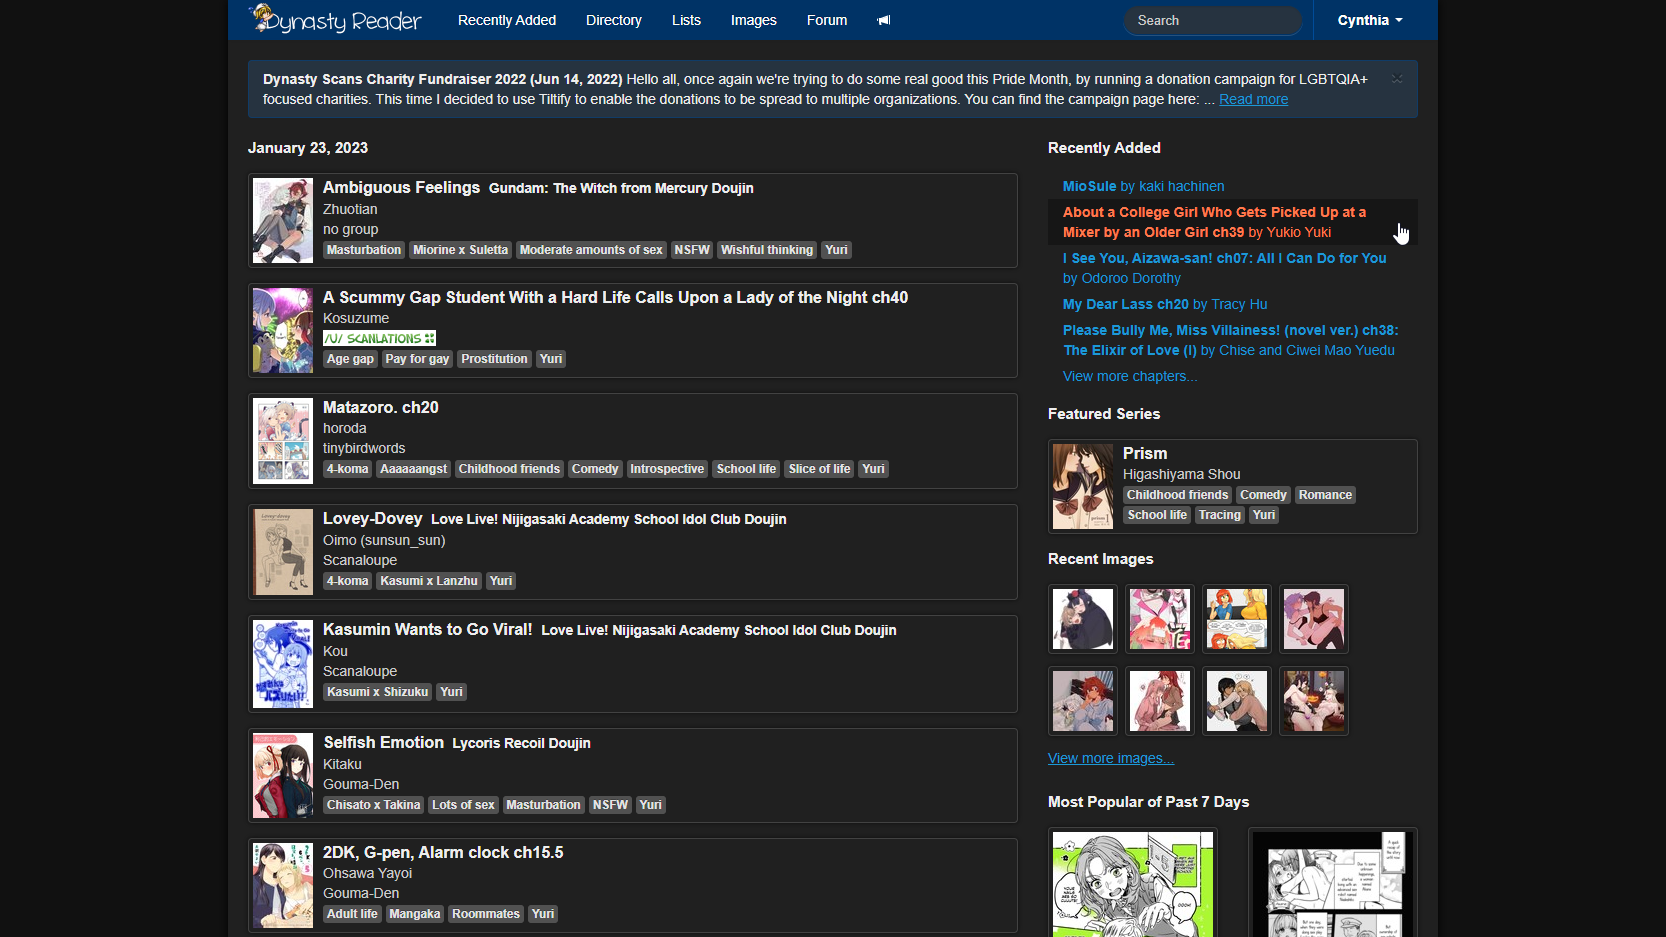 Dynasty Reader
Recently Added
Directory
Lists
Images
Forum
Search
Cynthia
Dynasty Scans Charity Fundraiser 2022 (Jun 14, 2022) Hello all, once again we're trying to do some real good this Pride Month, by running a donation campaign for LGBTQIA+
focused charities. This time I decided to use Tiltify to enable the donations to be spread to multiple organizations. You can find the campaign page here: ... Read more
×
January 23, 2023
Ambiguous Feelings Gundam: The Witch from Mercury Doujin
Zhuotian
no group
Masturbation Miorine x Suletta Moderate amounts of sex NSFW Wishful thinking Yuri
A Scummy Gap Student With a Hard Life Calls Upon a Lady of the Night ch40
Kosuzume
/U/ SCANLATIONS
Age gap Pay for gay Prostitution Yuri
Matazoro. ch20
horoda
tinybirdwords
4-koma Aaaaaangst Childhood friends Comedy Introspective School life Slice of life Yuri
Lovey-Dovey Love Live! Nijigasaki Academy School Idol Club Doujin
Oimo (sunsun_sun)
Scanaloupe
4-koma Kasumi x Lanzhu Yuri
Kasumin Wants to Go Viral! Love Live! Nijigasaki Academy School Idol Club Doujin
Kou
Scanaloupe
Kasumi x Shizuku Yuri
Selfish Emotion Lycoris Recoil Doujin
Kitaku
Gouma-Den
Chisato x Takina Lots of sex Masturbation NSFW Yuri
2DK, G-pen, Alarm clock ch15.5
Ohsawa Yayoi
Gouma-Den
Adult life Mangaka Roommates Yuri
Recently Added
MioSule by kaki hachinen
About a College Girl Who Gets Picked Up at a
Mixer by an Older Girl ch39 by Yukio Yuki
I See You, Aizawa-san! ch07: All I Can Do for You
by Odoroo Dorothy
My Dear Lass ch20 by Tracy Hu
Please Bully Me, Miss Villainess! (novel ver.) ch38:
The Elixir of Love (I) by Chise and Ciwei Mao Yuedu
View more chapters...
Featured Series
Prism
Higashiyama Shou
Childhood friends Comedy Romance
School life Tracing Yuri
Recent Images
View more images...
Most Popular of Past 7 Days